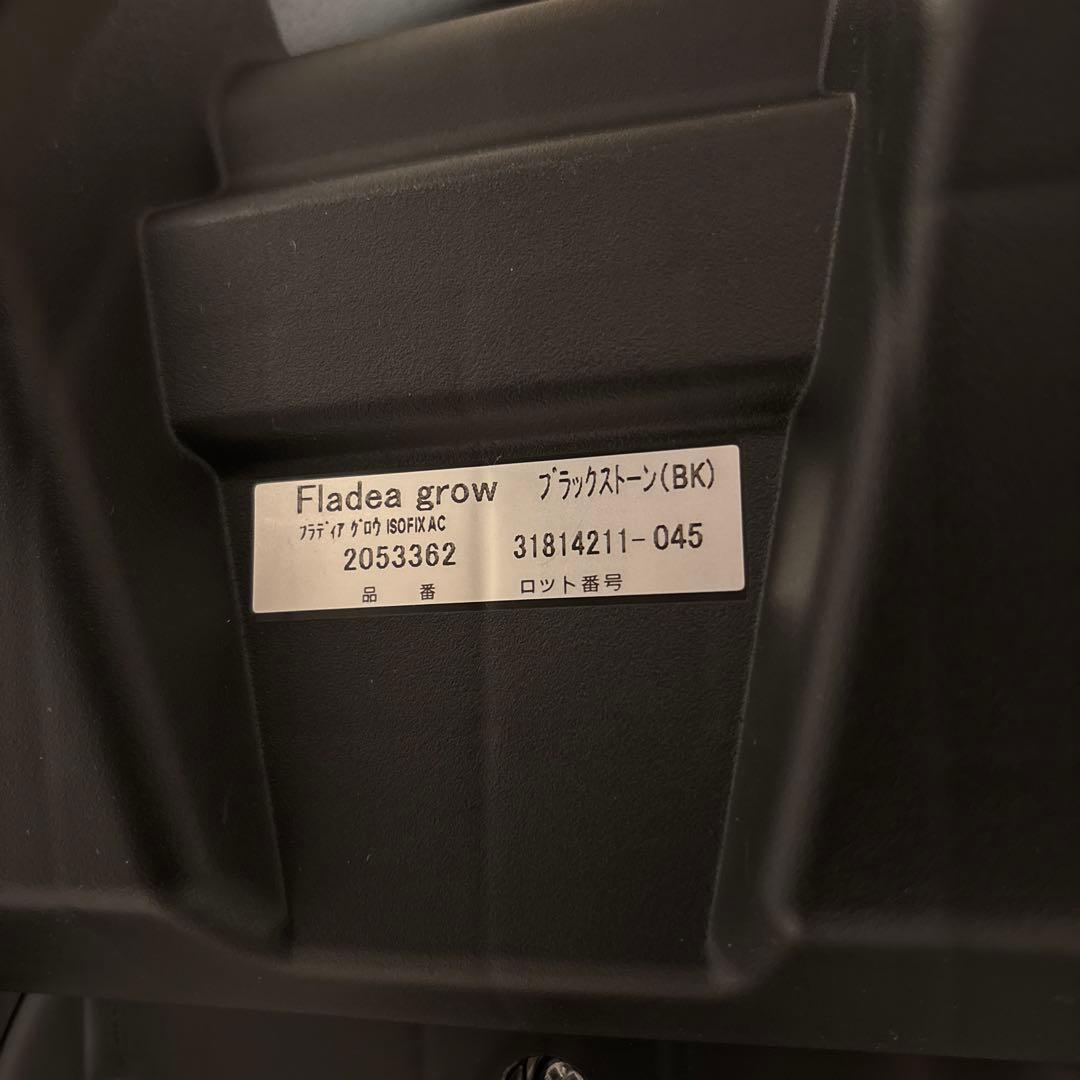 Fladea grow ブラックストーン(BK)
フラディア グロウ ISOFIX AC
2053362 31814211-045
品番 ロット番号